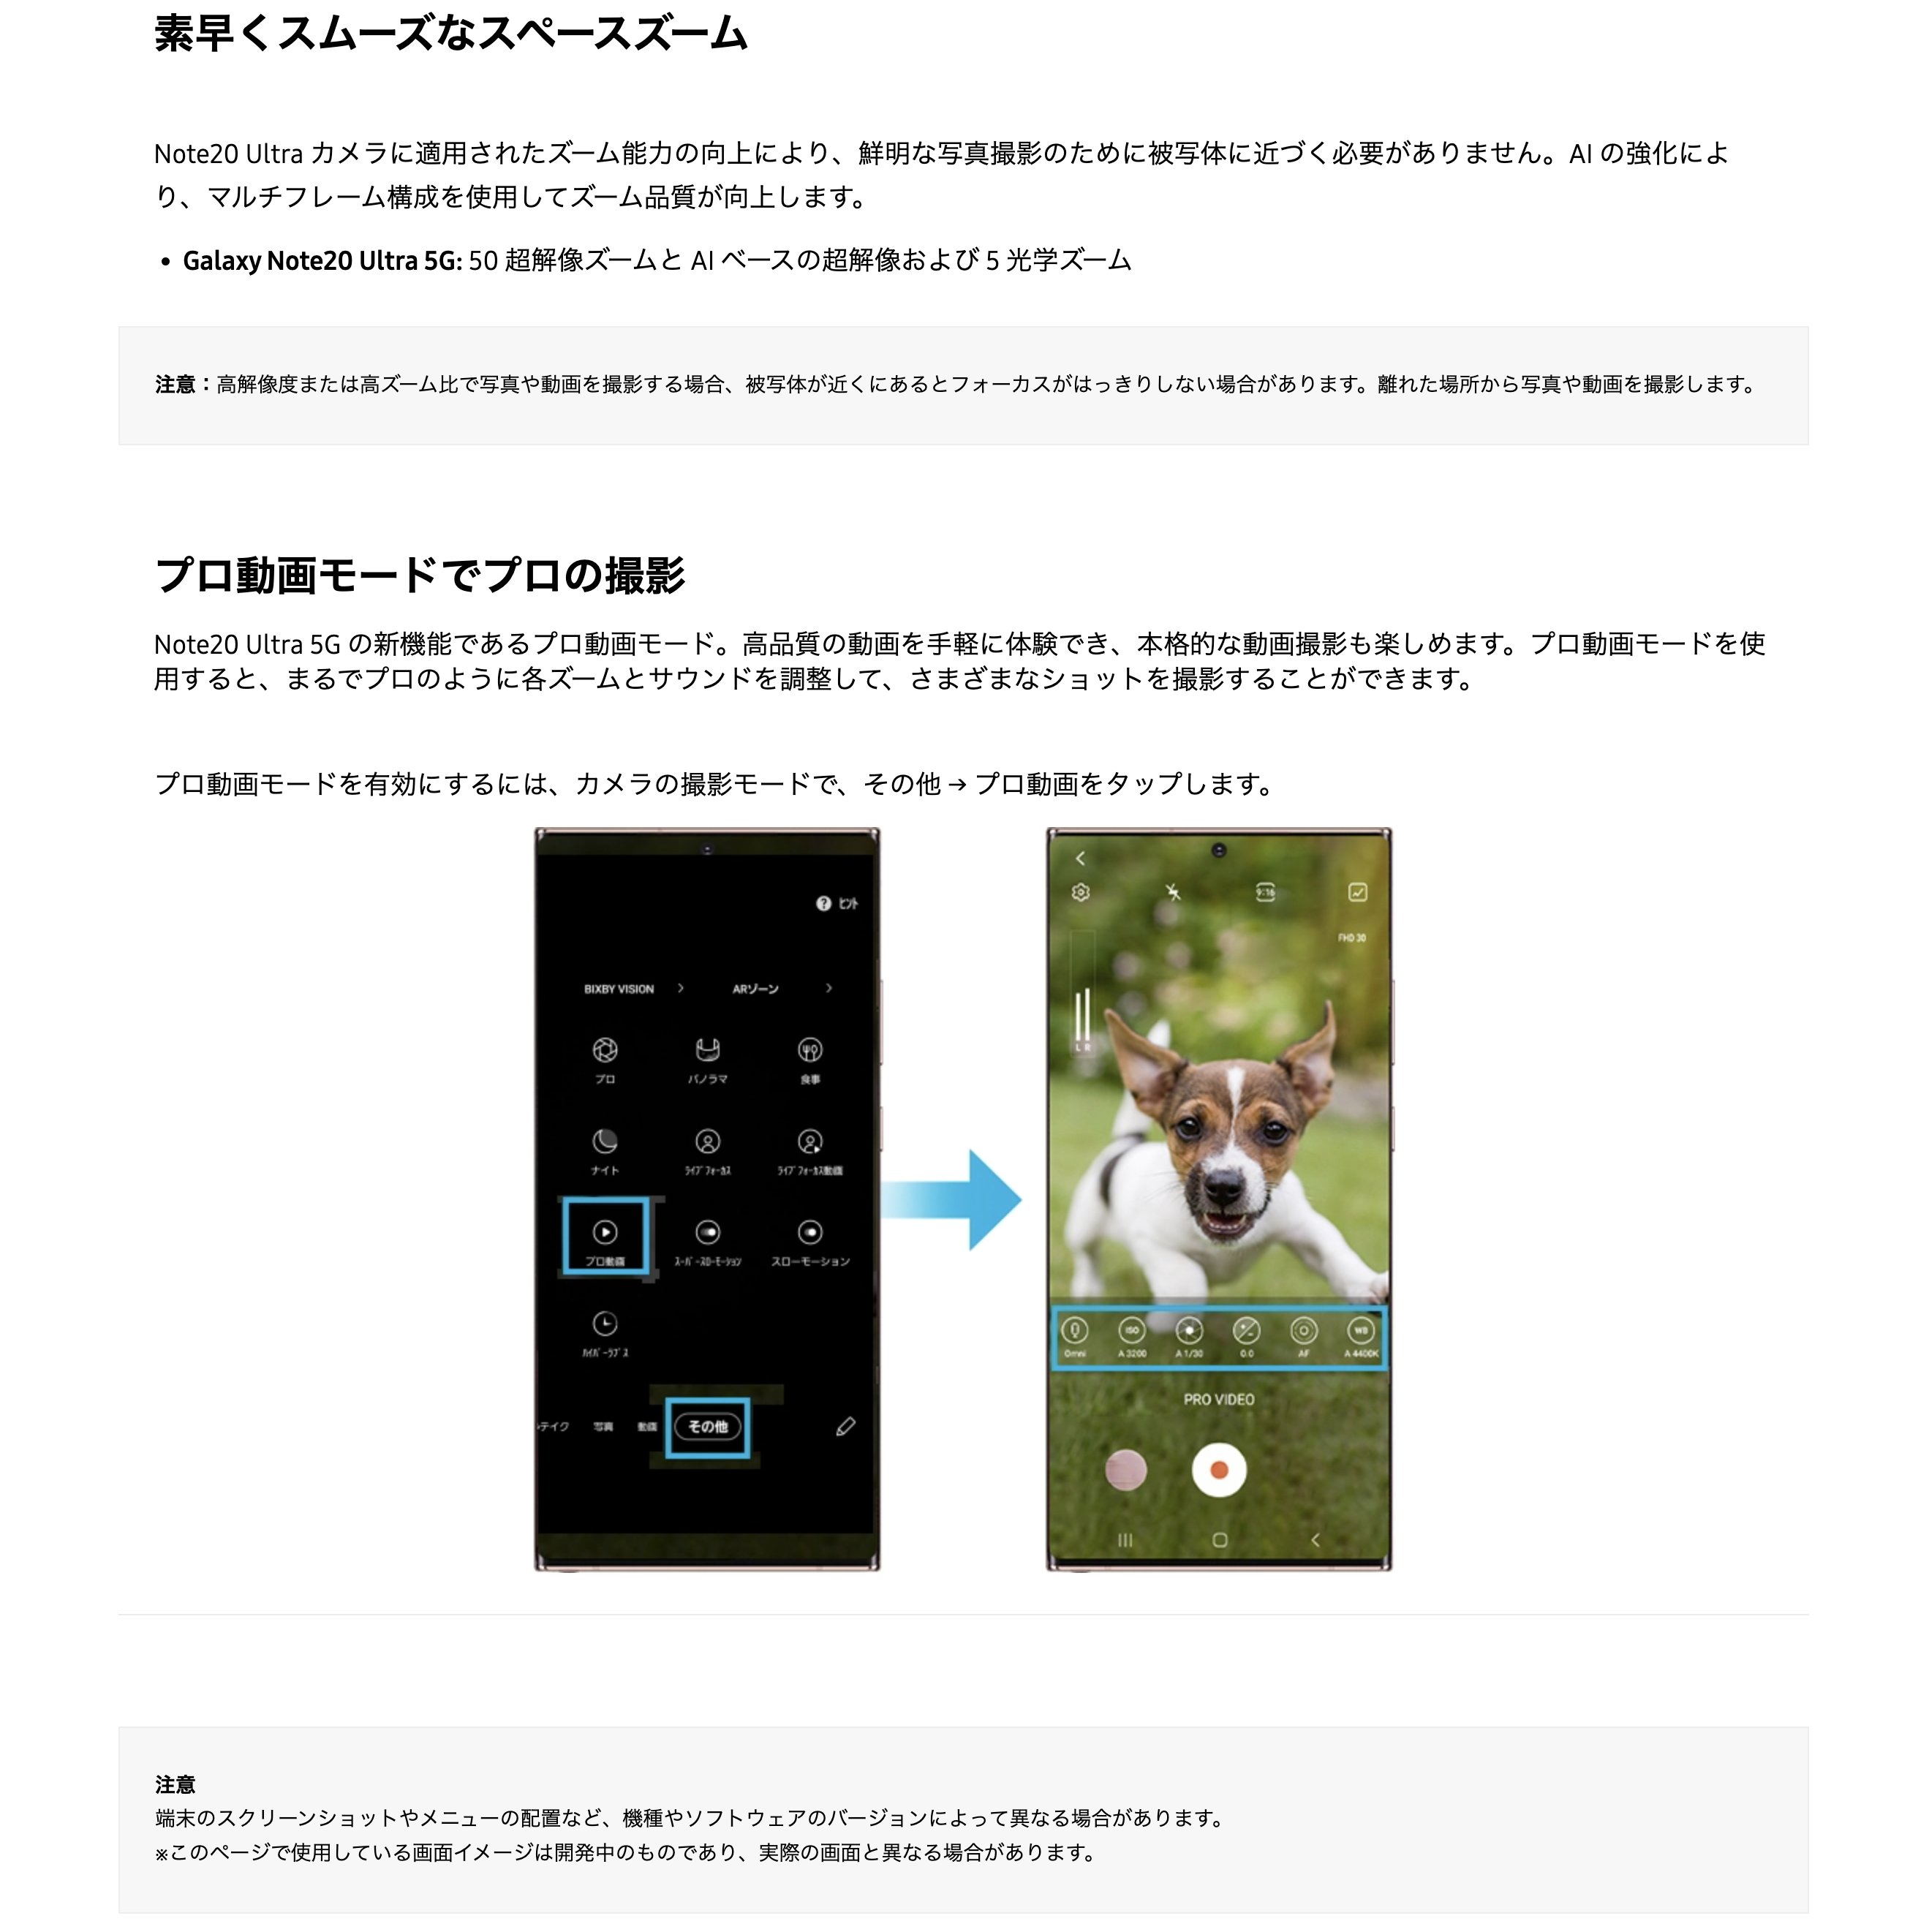 素早くスムーズなスペースズーム
Note20 Ultra カメラに適用されたズーム能力の向上により、鮮明な写真撮影のために被写体に近づく必要がありません。AI の強化によ
り、マルチフレーム構成を使用してズーム品質が向上します。
• Galaxy Note20 Ultra 5G: 50 超解像ズームと AI ベースの超解像および 5 光学ズーム
注意：高解像度または高ズーム比で写真や動画を撮影する場合、被写体が近くにあるとフォーカスがはっきりしない場合があります。離れた場所から写真や動画を撮影します。
プロ動画モードでプロの撮影
Note20 Ultra 5G の新機能であるプロ動画モード。高品質の動画を手軽に体験でき、本格的な動画撮影も楽しめます。プロ動画モードを使
用すると、まるでプロのように各ズームとサウンドを調整して、さまざまなショットを撮影することができます。
プロ動画モードを有効にするには、カメラの撮影モードで、その他 → プロ動画をタップします。
? ヒント
BIXBY VISION > ARゾーン >
プロ パノラマ 食事
ナイト ライブフォーカス ライブフォーカス動画
プロ動画 スーパースローモーション スローモーション
ハイパーラプス
テイク 写真 動画 その他
9:16
FHD 30
L R
ISO WB
Omni A 3200 A 1/30 0.0 AF A 4400K
PRO VIDEO
注意
端末のスクリーンショットやメニューの配置など、機種やソフトウェアのバージョンによって異なる場合があります。
※このページで使用している画面イメージは開発中のものであり、実際の画面と異なる場合があります。